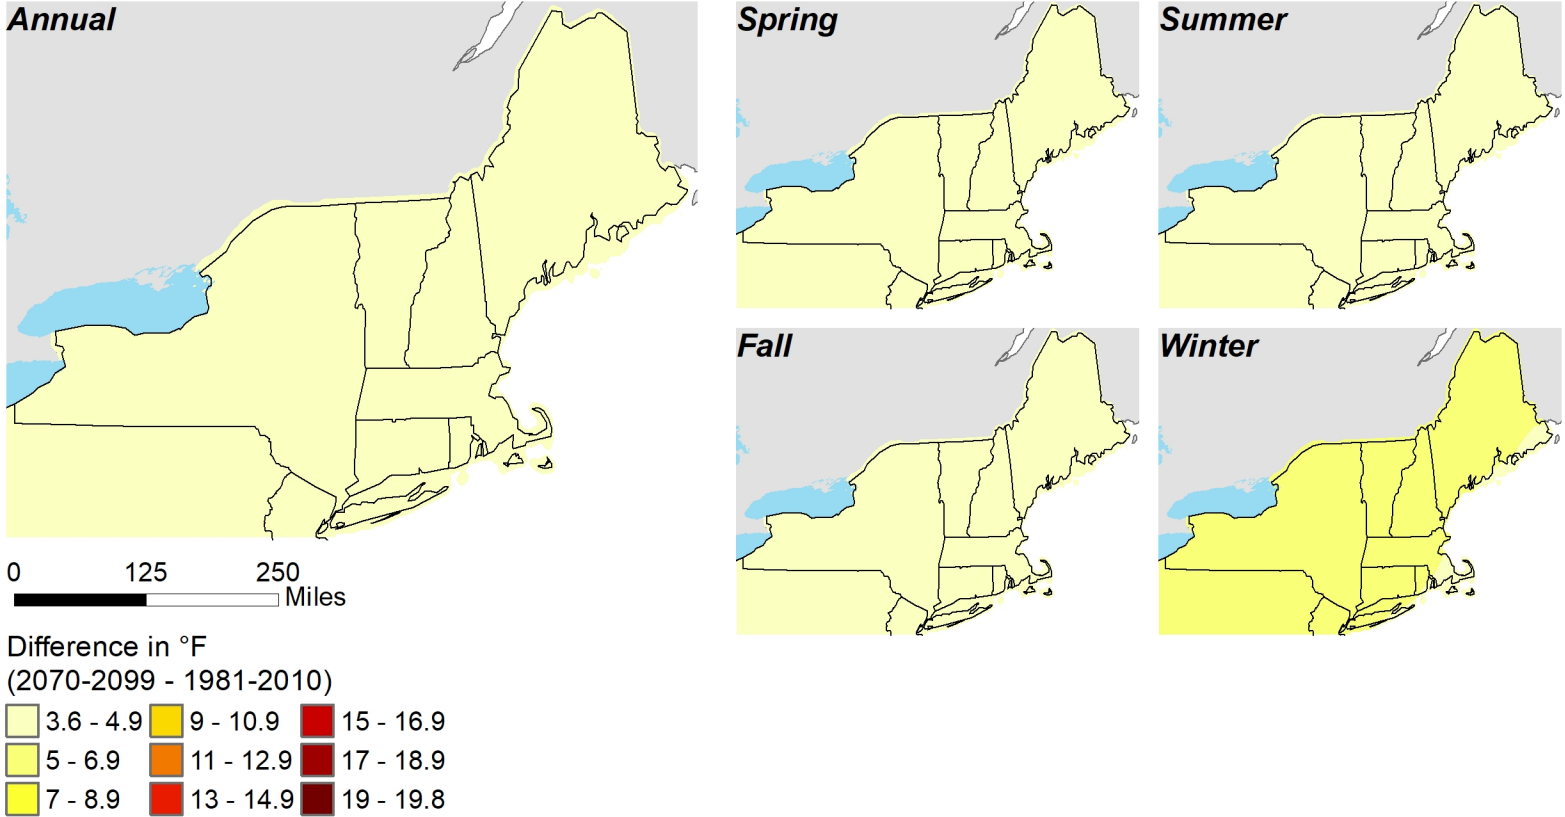 Annual
Spring
Summer
Fall
Winter
0 125 250
Miles
Difference in °F
(2070-2099 - 1981-2010)
3.6 - 4.9 9 - 10.9 15 - 16.9
5 - 6.9 11 - 12.9 17 - 18.9
7 - 8.9 13 - 14.9 19 - 19.8